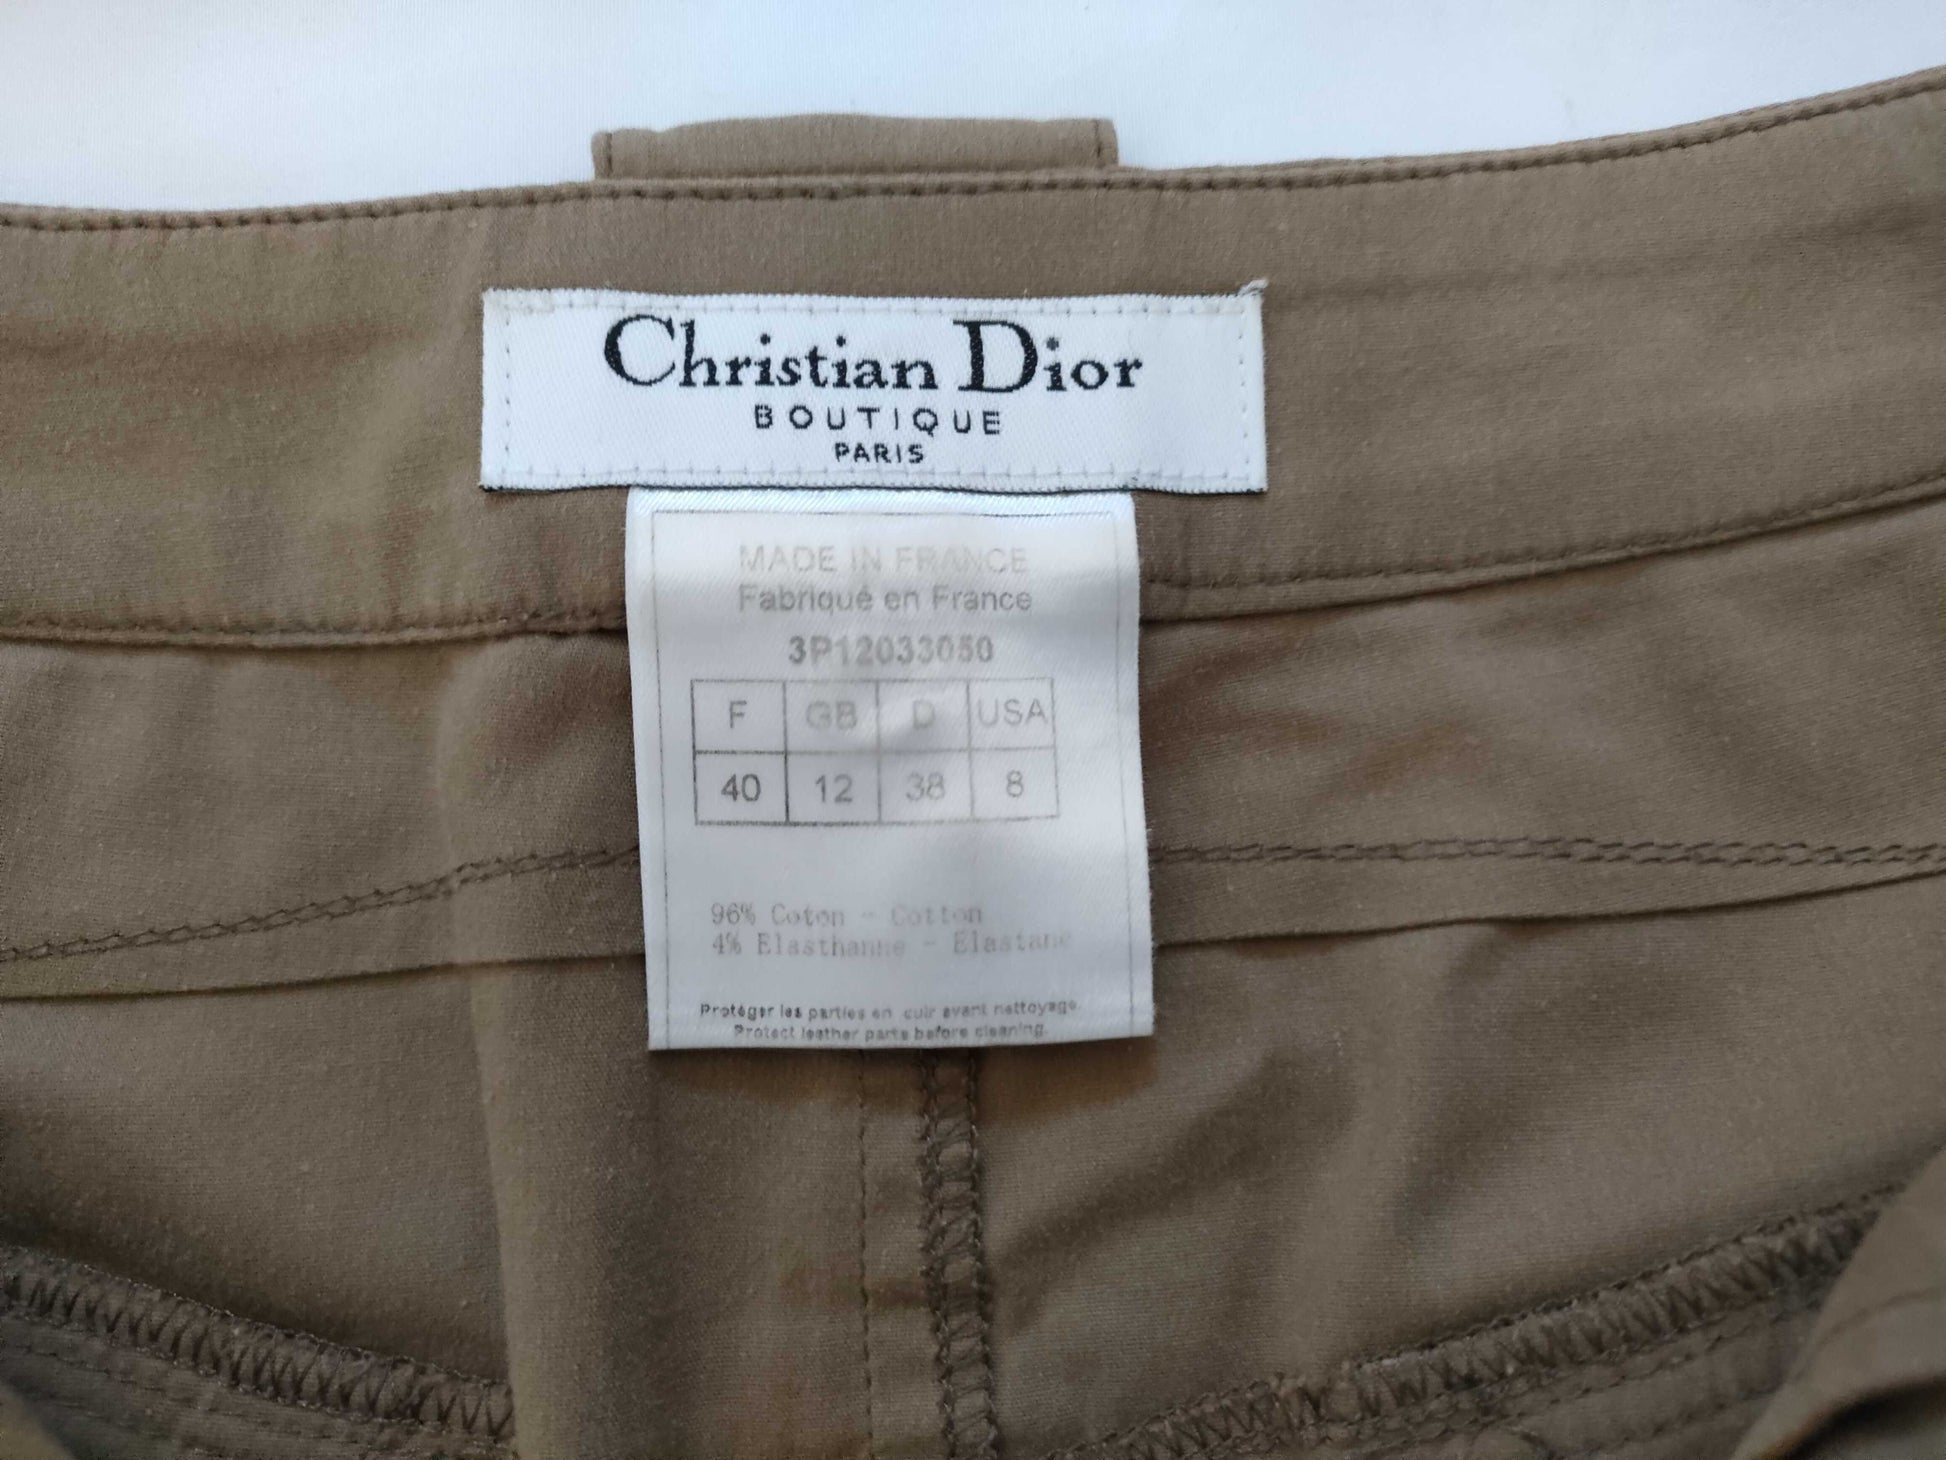 Christian Dior
BOUTIQUE
PARIS
MADE IN FRANCE
Fabriqué en France
3P12033050
F GB D USA
40 12 38 8
96% Coton - Cotton
4% Elasthanne - Elastane
Protéger les parties en cuir avant nettoyage.
Protect leather parts before cleaning.